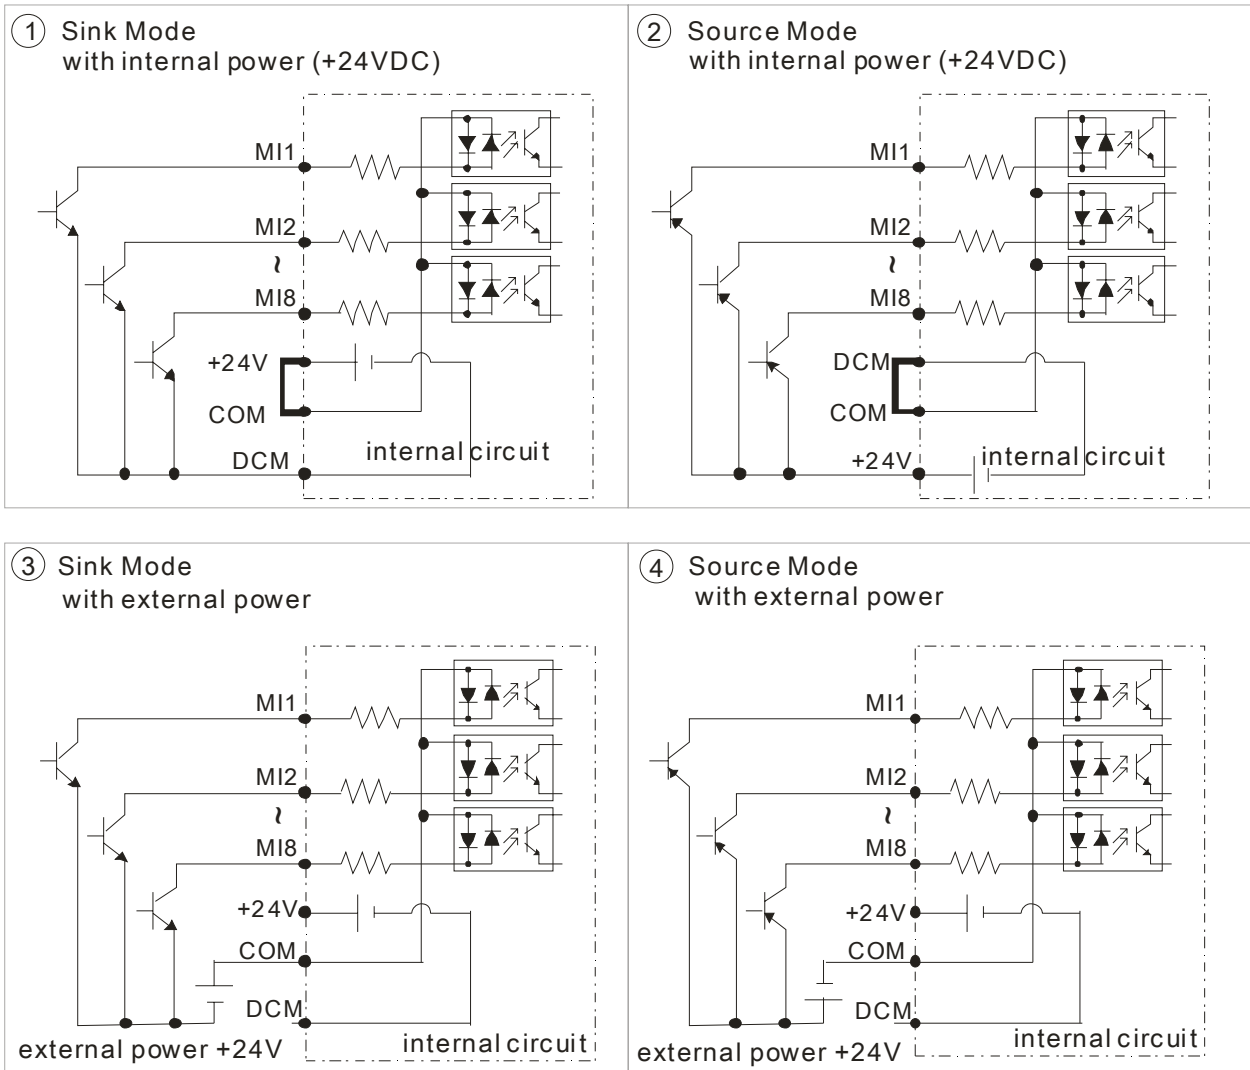 1 Sink Mode
with internal power (+24VDC)
MI1
MI2
~
MI8
+24V
COM
DCM
internal circuit
2 Source Mode
with internal power (+24VDC)
MI1
MI2
~
MI8
DCM
COM
+24V
internal circuit
3 Sink Mode
with external power
MI1
MI2
~
MI8
+24V
COM
DCM
internal circuit
external power +24V
4 Source Mode
with external power
MI1
MI2
~
MI8
+24V
COM
DCM
internal circuit
external power +24V